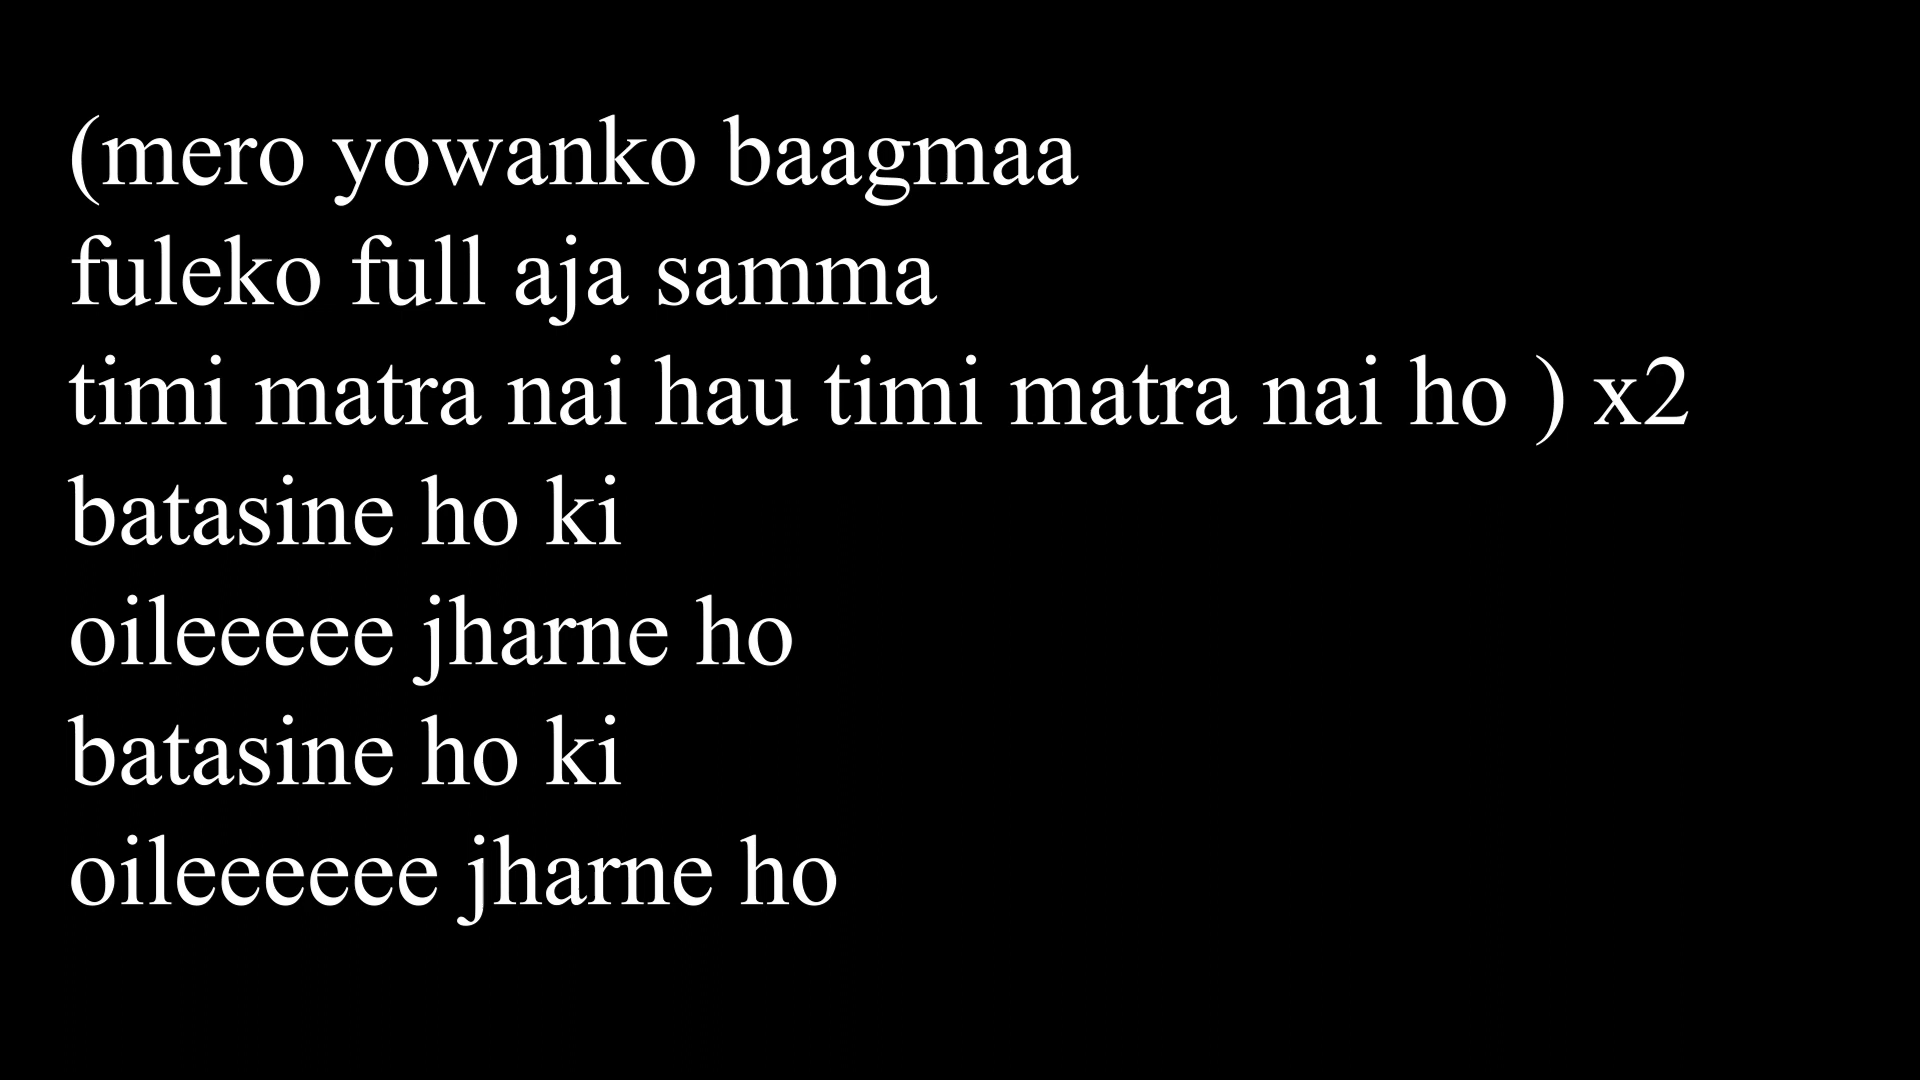 (mero yowanko baagmaa
fuleko full aja samma
timi matra nai hau timi matra nai ho ) x2
batasine ho ki
oileeeee jharne ho
batasine ho ki
oileeeeee jharne ho